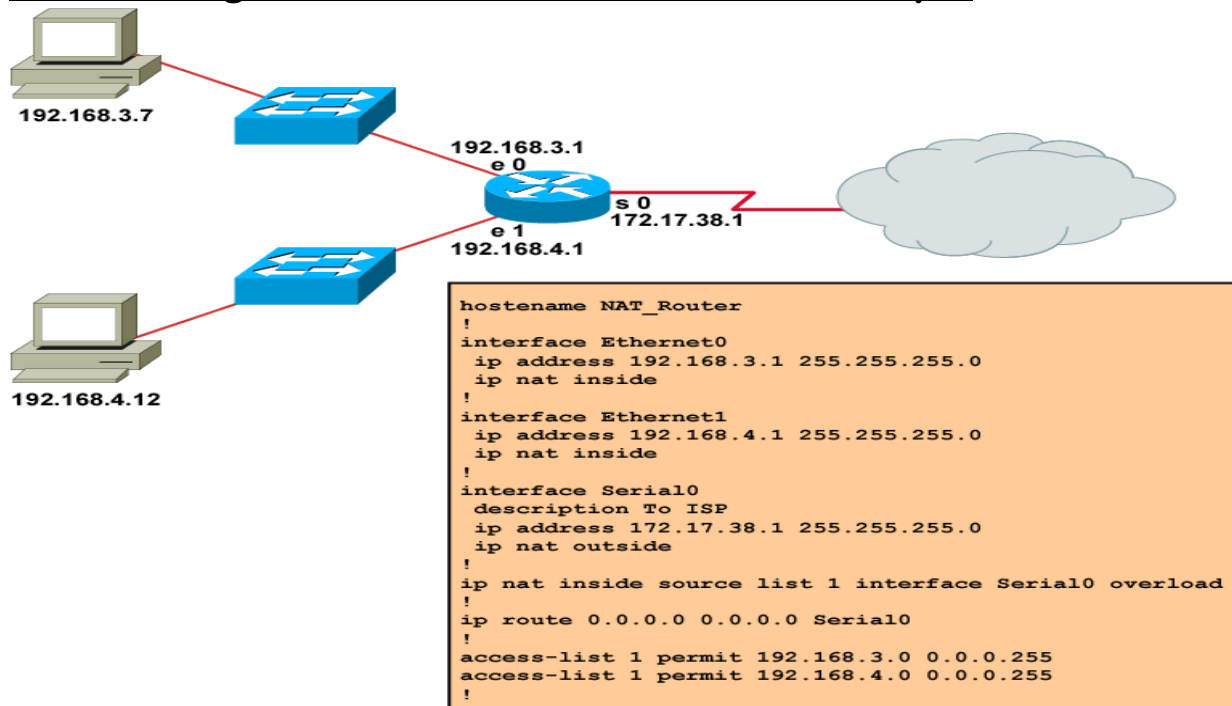 192.168.3.7
192.168.3.1
e 0
s 0
172.17.38.1
e 1
192.168.4.1
192.168.4.12
hostename NAT_Router
!
interface Ethernet0
ip address 192.168.3.1 255.255.255.0
ip nat inside
!
interface Ethernet1
ip address 192.168.4.1 255.255.255.0
ip nat inside
!
interface Serial0
description To ISP
ip address 172.17.38.1 255.255.255.0
ip nat outside
!
ip nat inside source list 1 interface Serial0 overload
!
ip route 0.0.0.0 0.0.0.0 Serial0
!
access-list 1 permit 192.168.3.0 0.0.0.255
access-list 1 permit 192.168.4.0 0.0.0.255
!